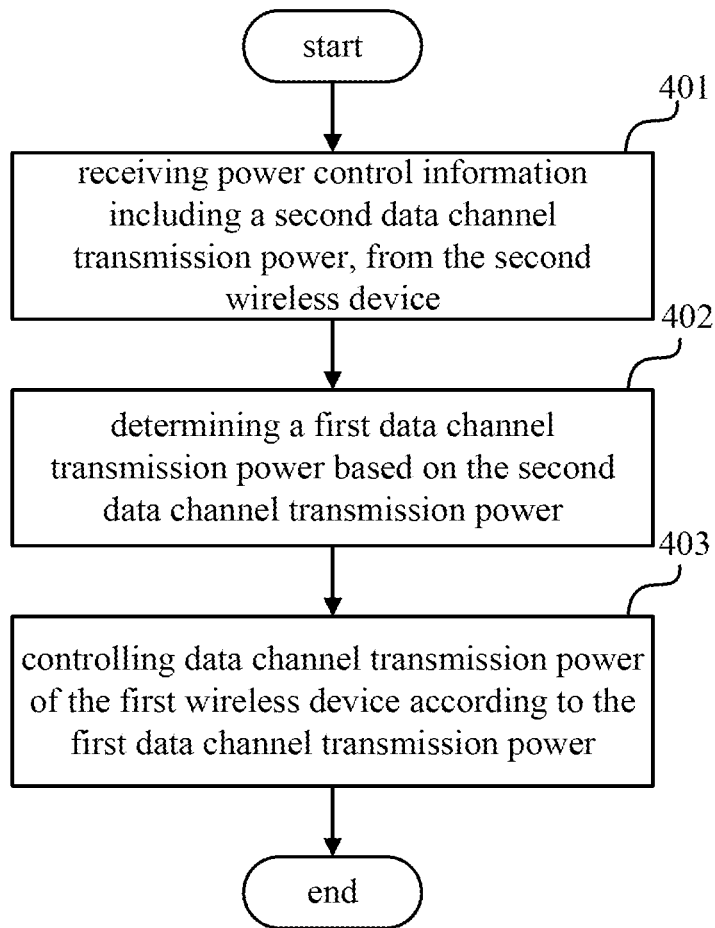 start
401
receiving power control information
including a second data channel
transmission power, from the second
wireless device
402
determining a first data channel
transmission power based on the second
data channel transmission power
403
controlling data channel transmission power
of the first wireless device according to the
first data channel transmission power
end